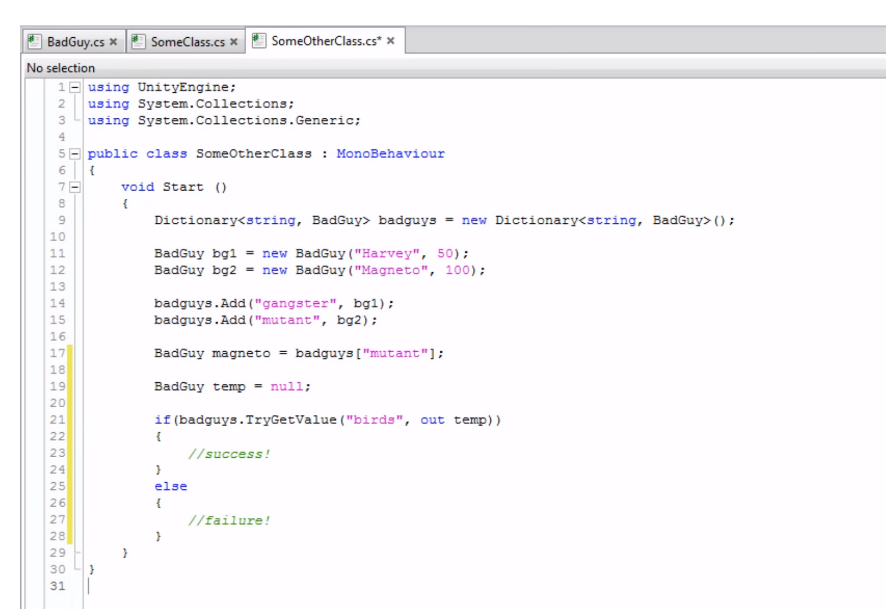 BadGuy.cs × SomeClass.cs × SomeOtherClass.cs* ×
No selection
1 using UnityEngine;
2 using System.Collections;
3 using System.Collections.Generic;
4
5 public class SomeOtherClass : MonoBehaviour
6 {
7 void Start ()
8 {
9 Dictionary<string, BadGuy> badguys = new Dictionary<string, BadGuy>();
10
11 BadGuy bg1 = new BadGuy("Harvey", 50);
12 BadGuy bg2 = new BadGuy("Magneto", 100);
13
14 badguys.Add("gangster", bg1);
15 badguys.Add("mutant", bg2);
16
17 BadGuy magneto = badguys["mutant"];
18
19 BadGuy temp = null;
20
21 if(badguys.TryGetValue("birds", out temp))
22 {
23 //success!
24 }
25 else
26 {
27 //failure!
28 }
29 }
30 }
31